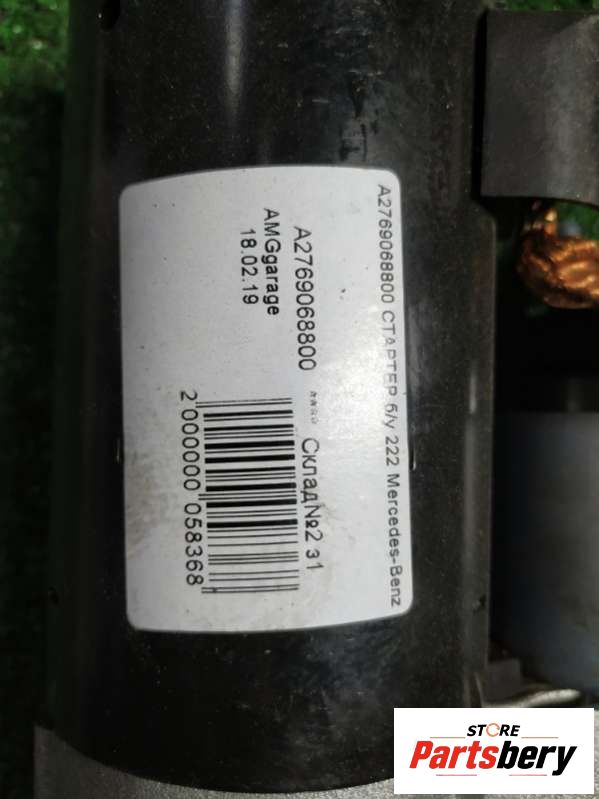 A2769068800 СТАРТЕР б/у 222 Mercedes-Benz
A2769068800
Склад№2 31
AMGgarage
18.02.19
2 000000 058368
STORE
Partsbery